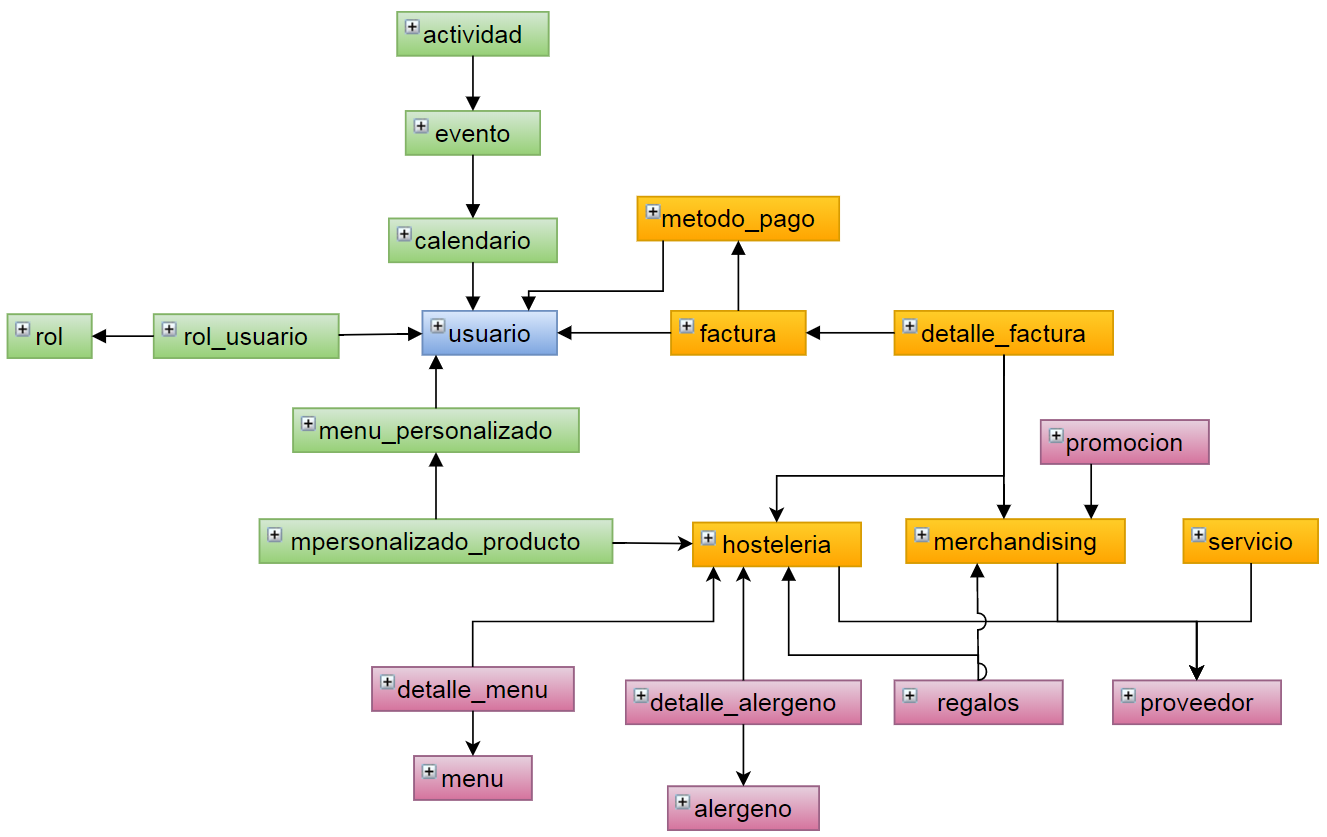 actividad
evento
metodo_pago
calendario
rol
rol_usuario
usuario
factura
detalle_factura
menu_personalizado
promocion
mpersonalizado_producto
hosteleria
merchandising
servicio
detalle_menu
detalle_alergeno
regalos
proveedor
menu
alergeno